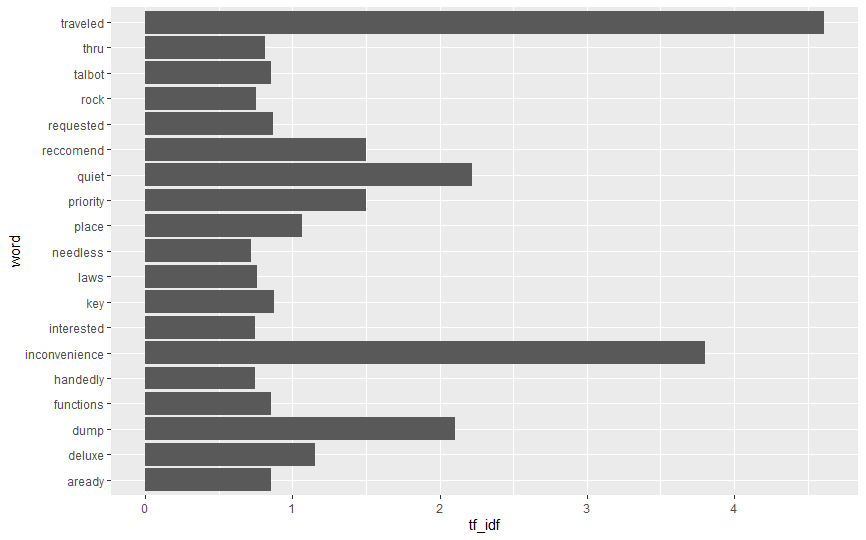 traveled
thru
talbot
rock
requested
reccomend
quiet
priority
place
needless
laws
key
interested
inconvenience
handedly
functions
dump
deluxe
aready
word
0 1 2 3 4
tf_idf